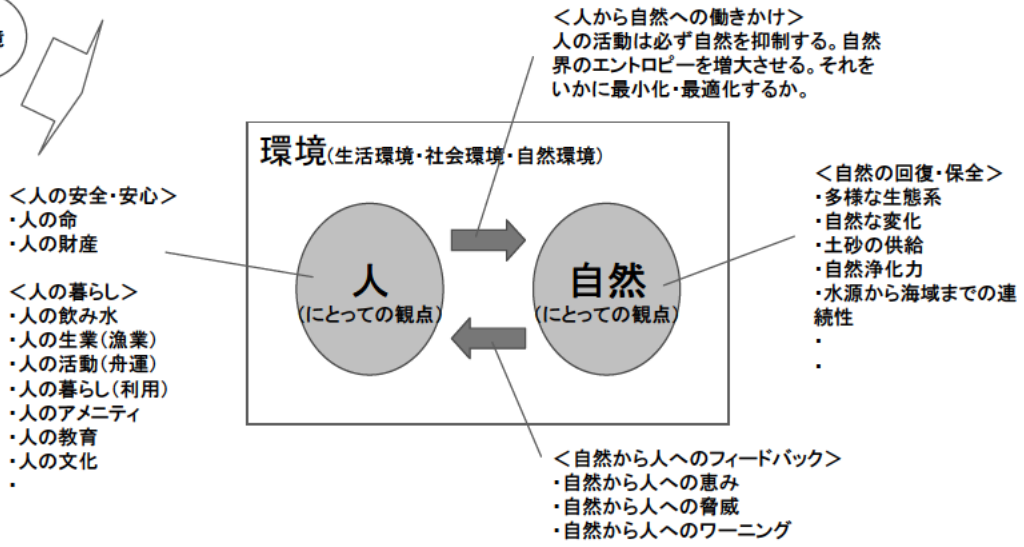 境
＜人から自然への働きかけ＞
人の活動は必ず自然を抑制する。自然
界のエントロピーを増大させる。それを
いかに最小化・最適化するか。
環境(生活環境・社会環境・自然環境)
＜人の安全・安心＞
・人の命
・人の財産
＜人の暮らし＞
・人の飲み水
・人の生業(漁業)
・人の活動(舟運)
・人の暮らし(利用)
・人のアメニティ
・人の教育
・人の文化
・
人
(にとっての観点)
自然
(にとっての観点)
＜自然の回復・保全＞
・多様な生態系
・自然な変化
・土砂の供給
・自然浄化力
・水源から海域までの連
続性
・
・
＜自然から人へのフィードバック＞
・自然から人への恵み
・自然から人への脅威
・自然から人へのワーニング